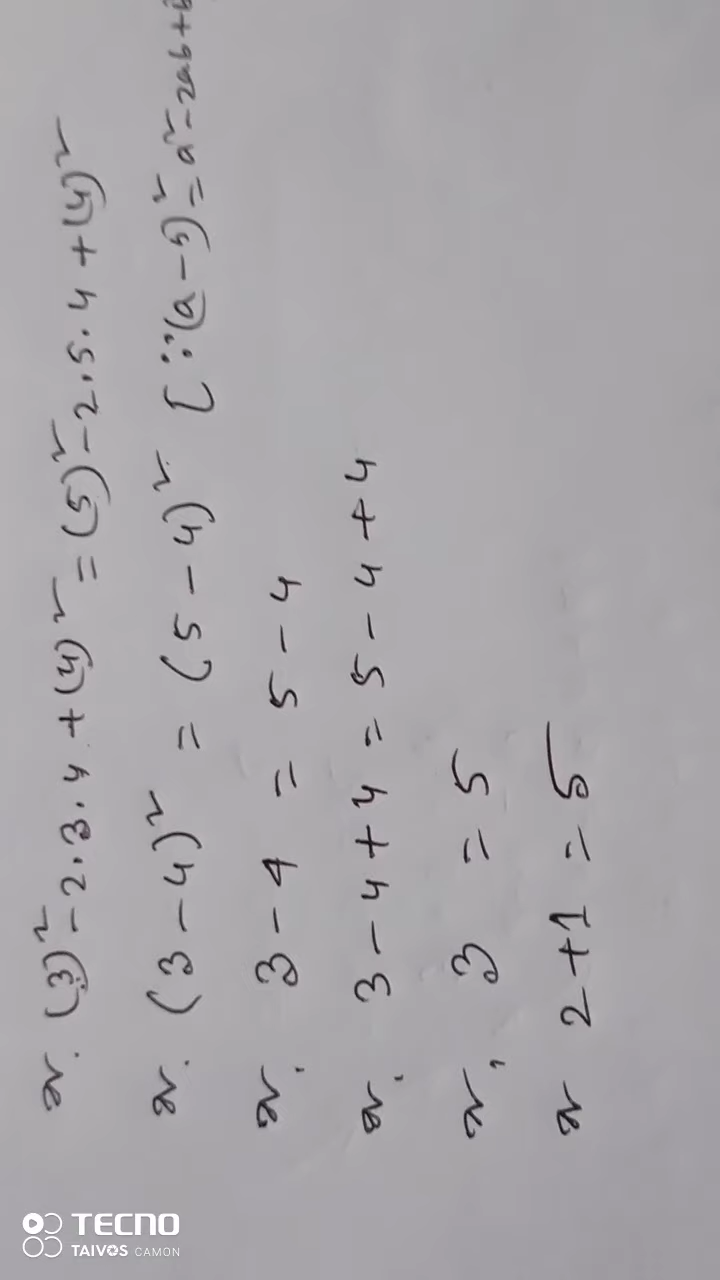 বা, (3)² - 2.3.4 + (4)² = (5)² - 2.5.4 + (4)²
বা, (3 - 4)² = (5 - 4)² [∵(a - b)² = a² - 2ab +
বা, 3 - 4 = 5 - 4
বা, 3 - 4 + 4 = 5 - 4 + 4
বা, 3 = 5
বা 2 + 1 = 5
TECNO
TAIVOS CAMON